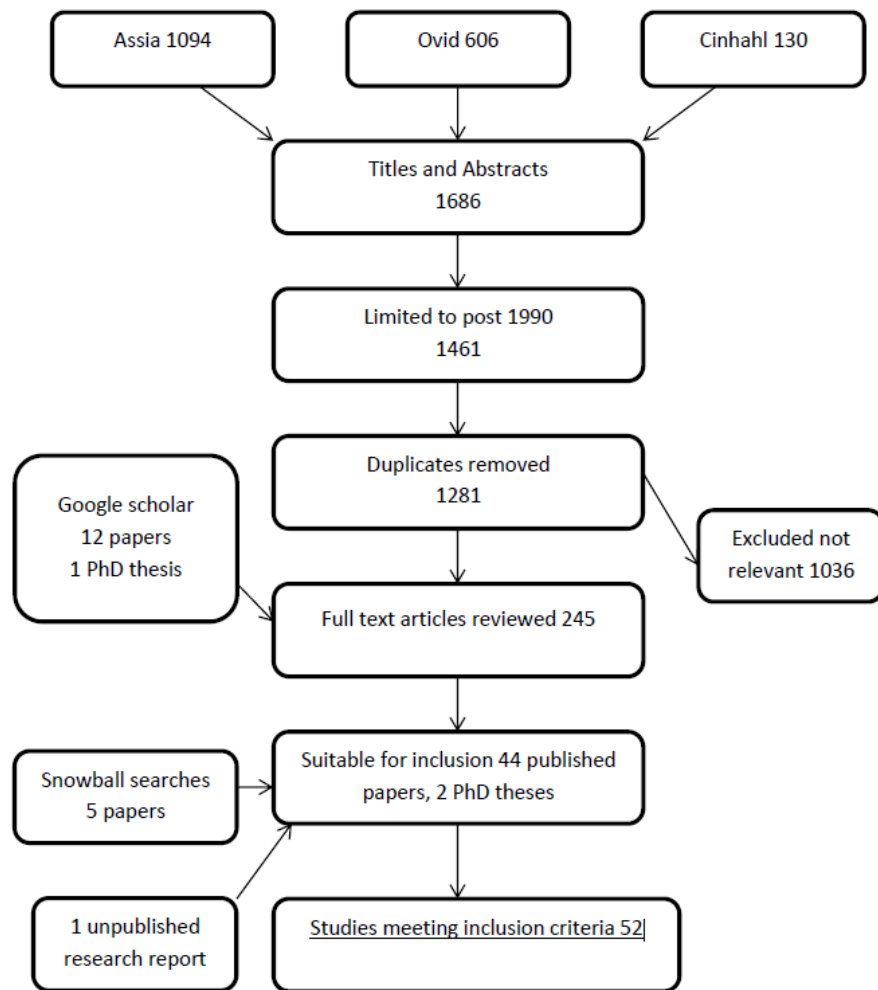 Assia 1094
Ovid 606
Cinhahl 130
Titles and Abstracts
1686
Limited to post 1990
1461
Duplicates removed
1281
Google scholar
12 papers
1 PhD thesis
Excluded not
relevant 1036
Full text articles reviewed 245
Suitable for inclusion 44 published
papers, 2 PhD theses
Snowball searches
5 papers
1 unpublished
research report
Studies meeting inclusion criteria 52